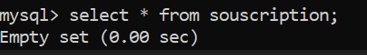 mysql> select * from souscription;
Empty set (0.00 sec)